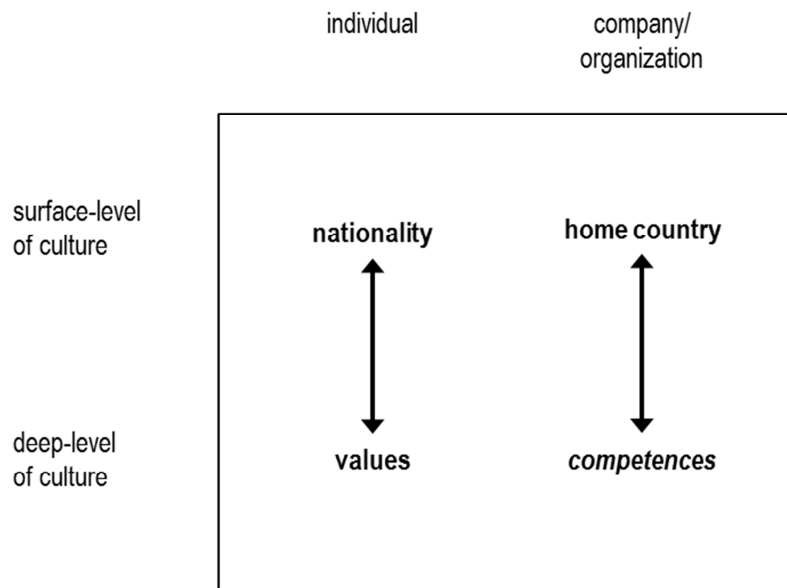 individual
company/
organization
surface-level
of culture
nationality
home country
deep-level
of culture
values
competences